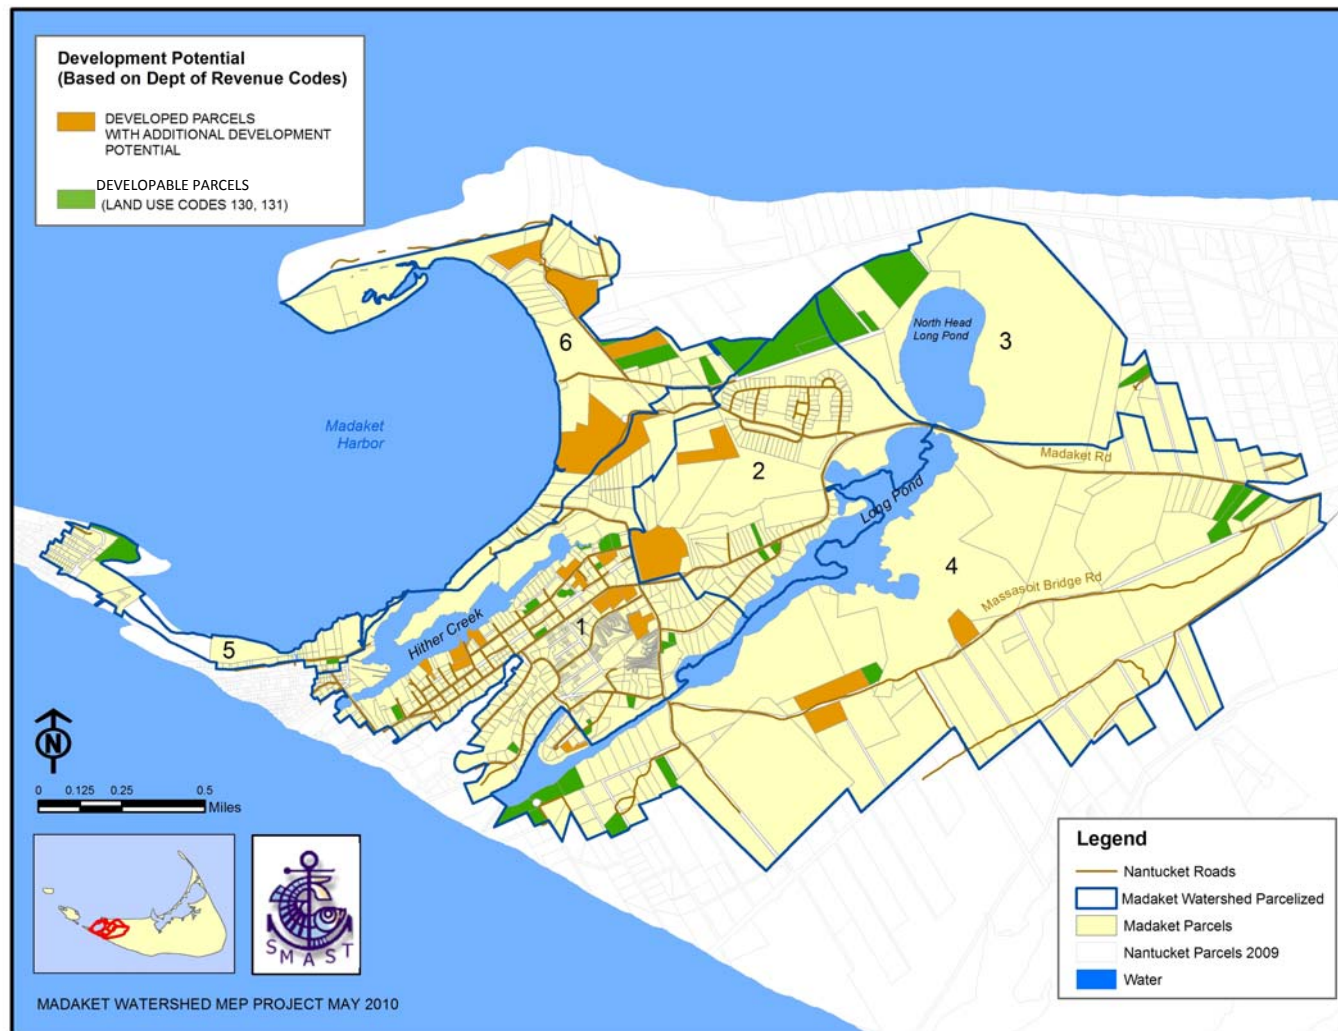 Development Potential
(Based on Dept of Revenue Codes)
DEVELOPED PARCELS
WITH ADDITIONAL DEVELOPMENT
POTENTIAL
DEVELOPABLE PARCELS
(LAND USE CODES 130, 131)
North Head
Long Pond
3
6
Madaket
Harbor
2
Madaket Rd
Long Pond
4
Massasoit Bridge Rd
Hither Creek
1
5
N
0 0.125 0.25 0.5
Miles
SMAST
Legend
Nantucket Roads
Madaket Watershed Parcelized
Madaket Parcels
Nantucket Parcels 2009
Water
MADAKET WATERSHED MEP PROJECT MAY 2010